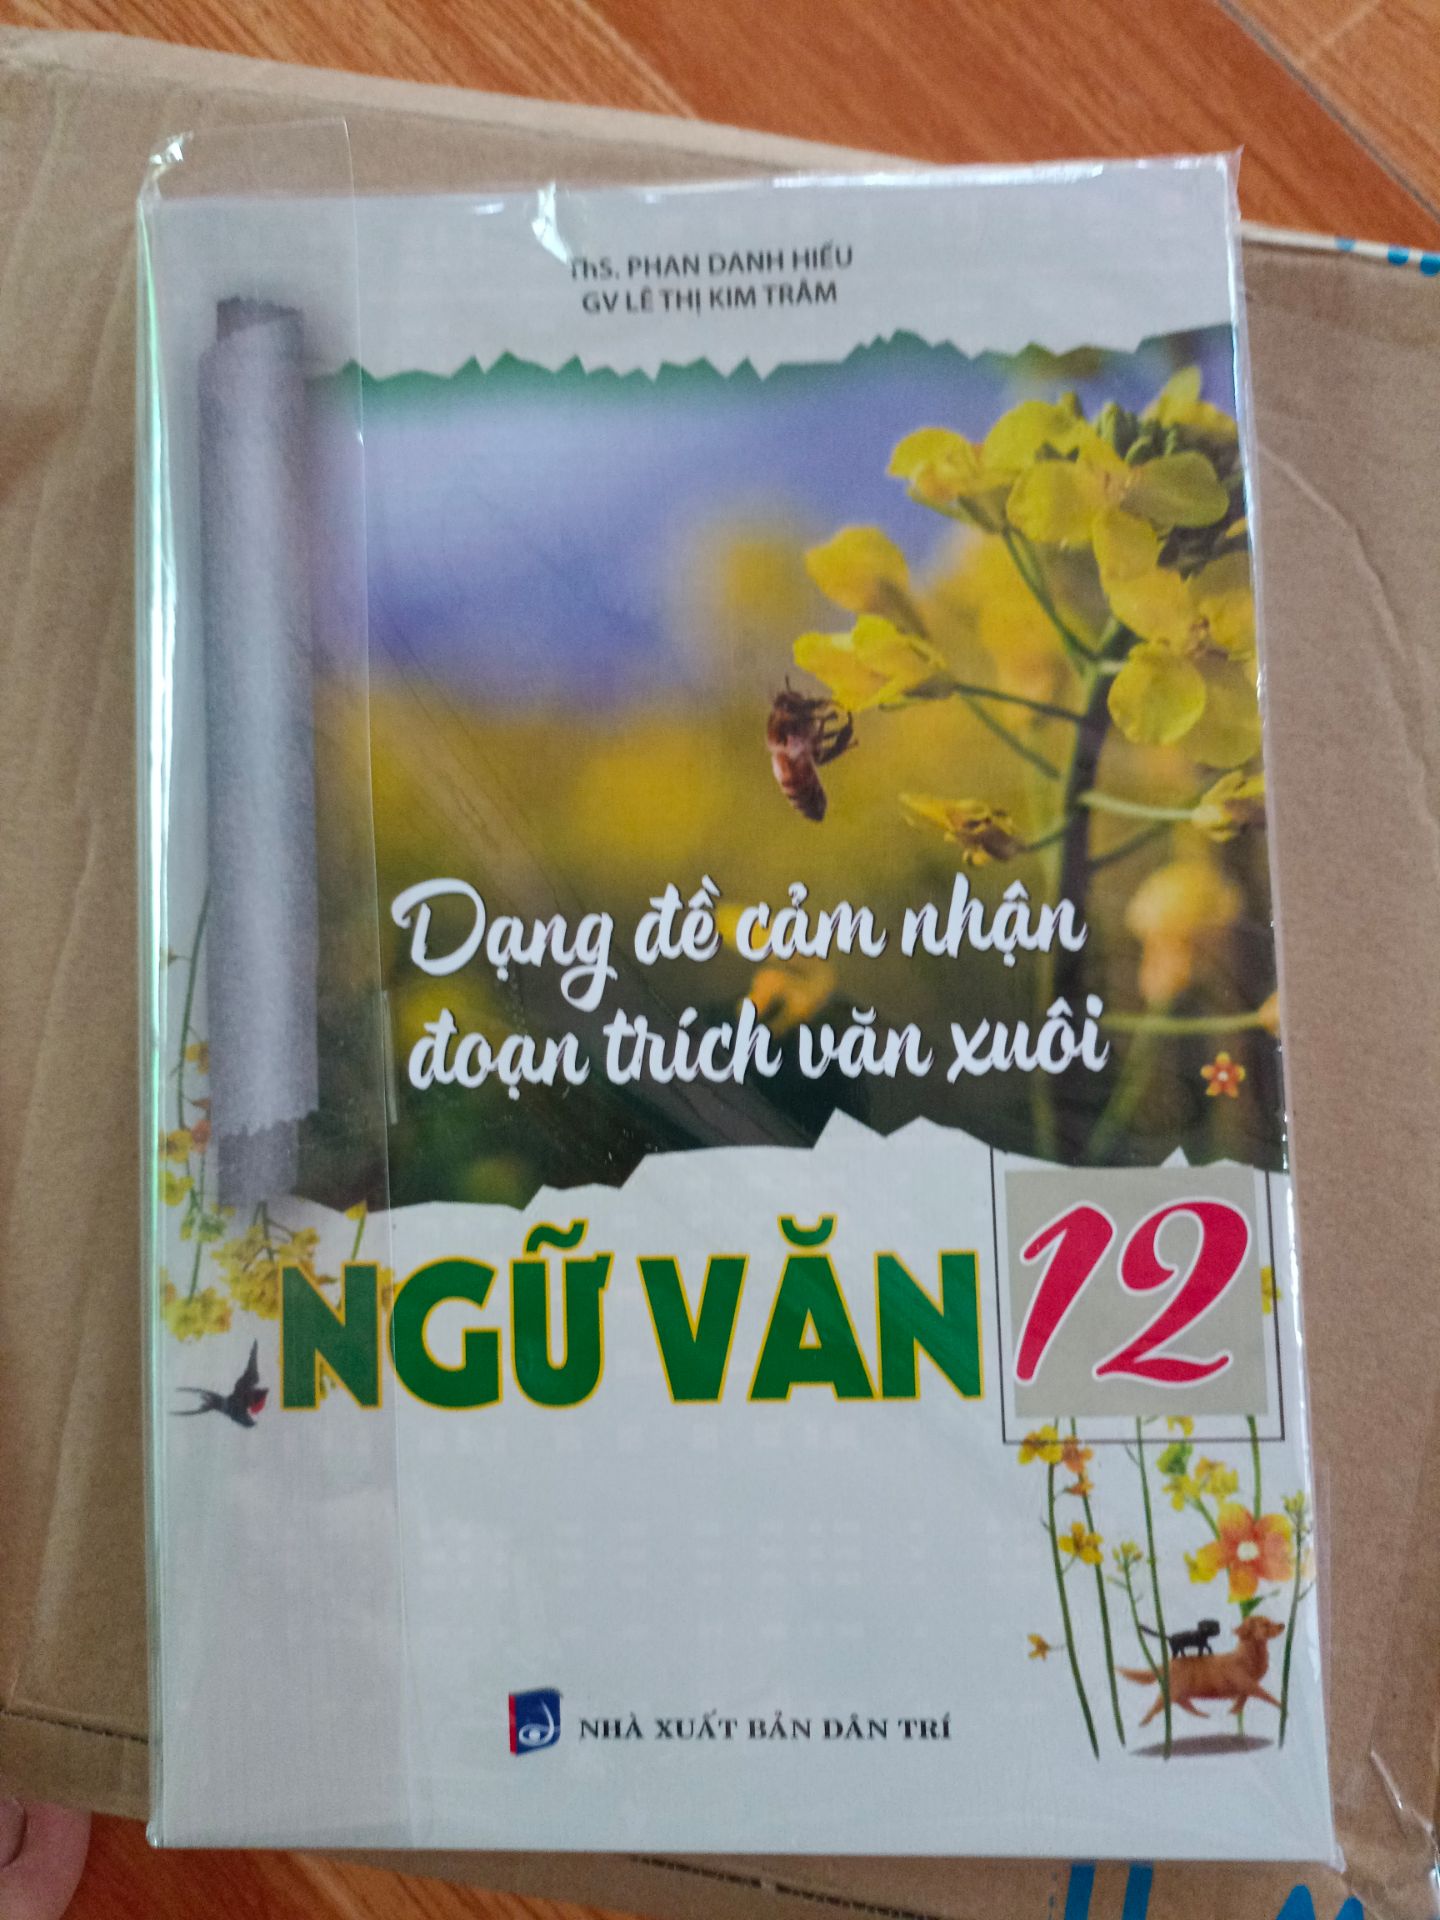 ThS. PHAN DANH HIẾU
GV LÊ THỊ KIM TRÂM
Dạng đề cảm nhận
đoạn trích văn xuôi
NGỮ VĂN 12
NHÀ XUẤT BẢN DÂN TRÍ